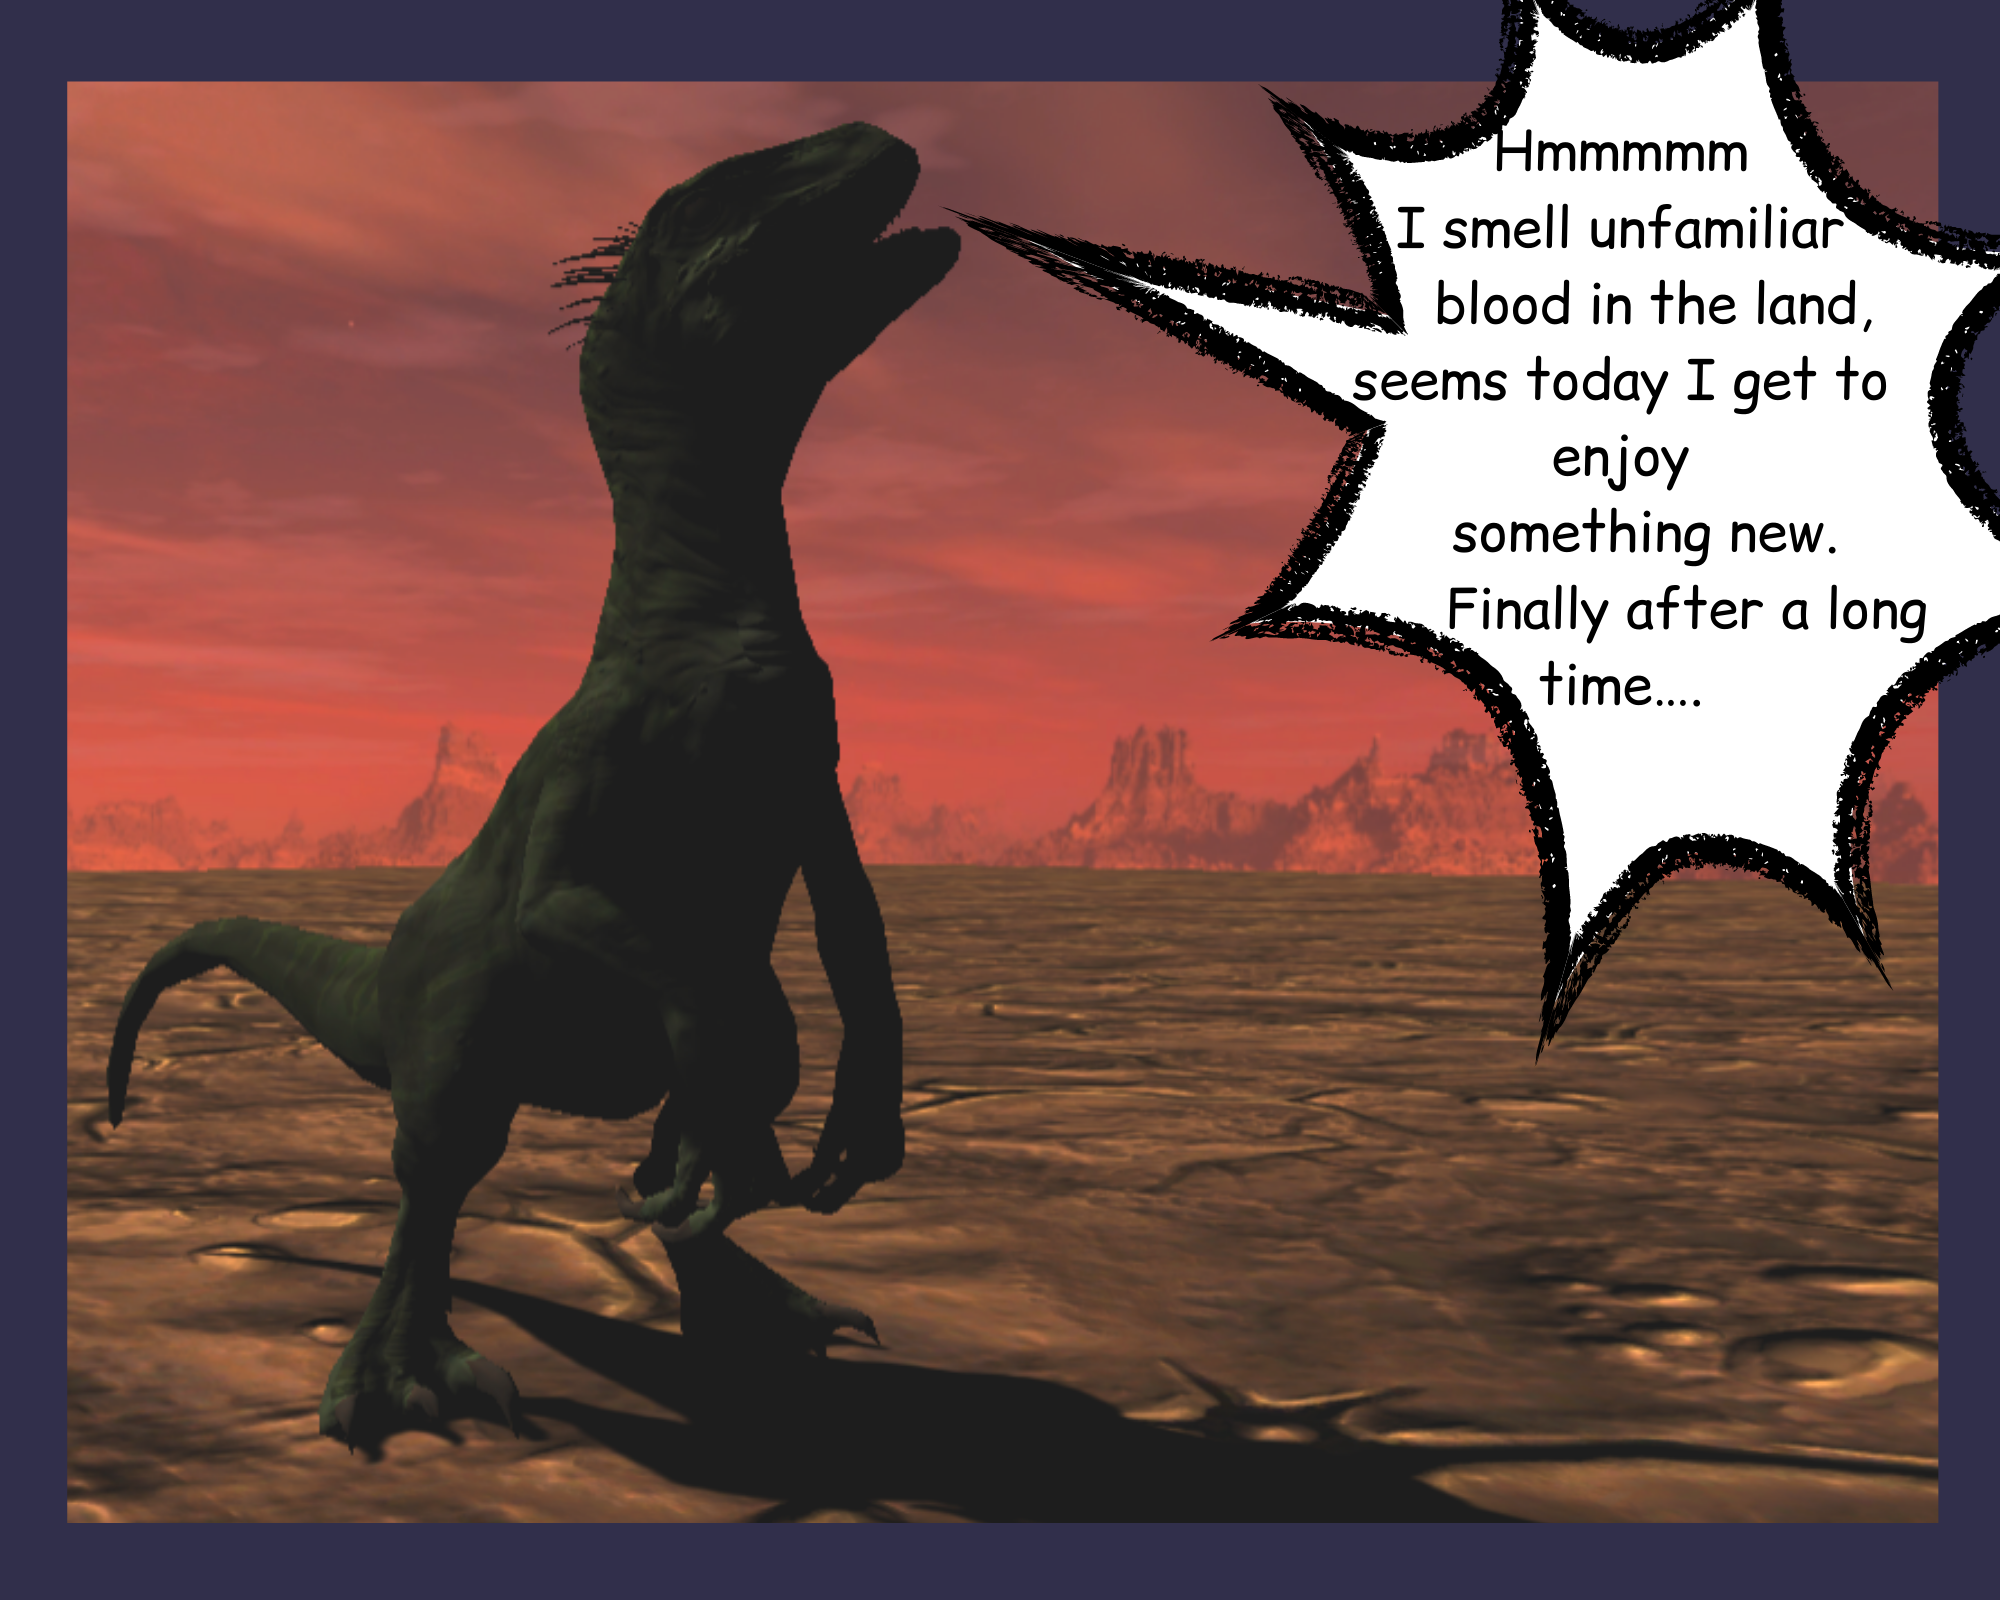 Hmmmmm
I smell unfamiliar
blood in the land,
seems today I get to
enjoy
something new.
Finally after a long
time....